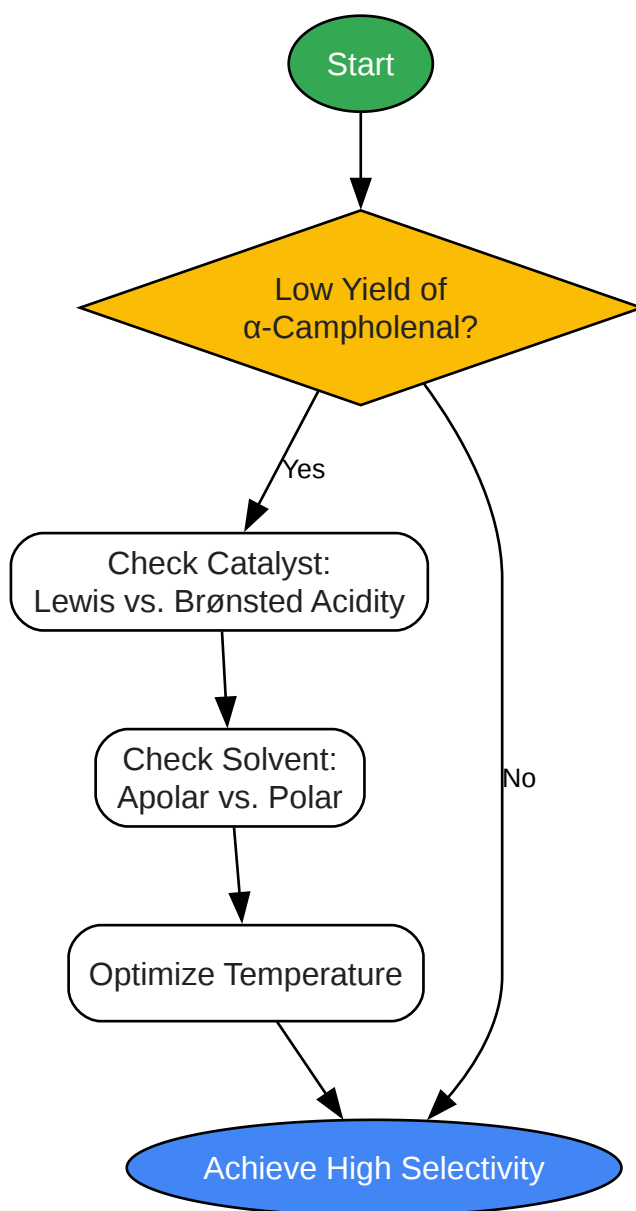 Start
Low Yield of
α-Campholenal?
Yes
Check Catalyst:
Lewis vs. Brønsted Acidity
Check Solvent:
Apolar vs. Polar
No
Optimize Temperature
Achieve High Selectivity